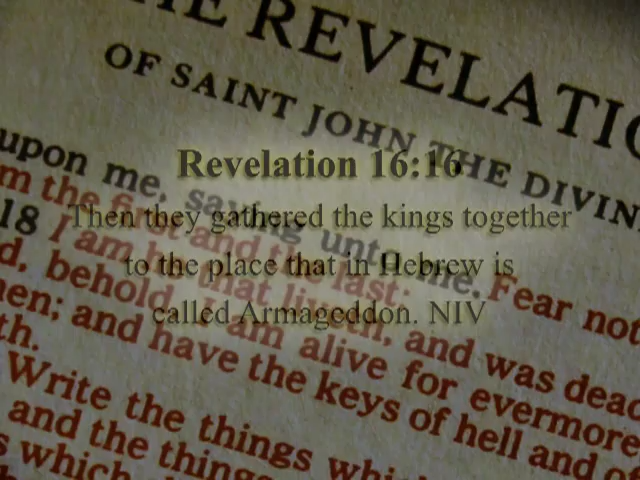 HE REVELATIO
OF SAINT JOHN THE DIVIN
Revelation 16:16
Then they gathered the kings together
to the place that in Hebrew is
called Armageddon. NIV
upon me, saying unto me, Fear not
m the first and the last:
18 I am he that liveth, and was dead
d, behold, I am alive for evermore
men; and have the keys of hell and of
th.
Write the things whic
and the things
s which